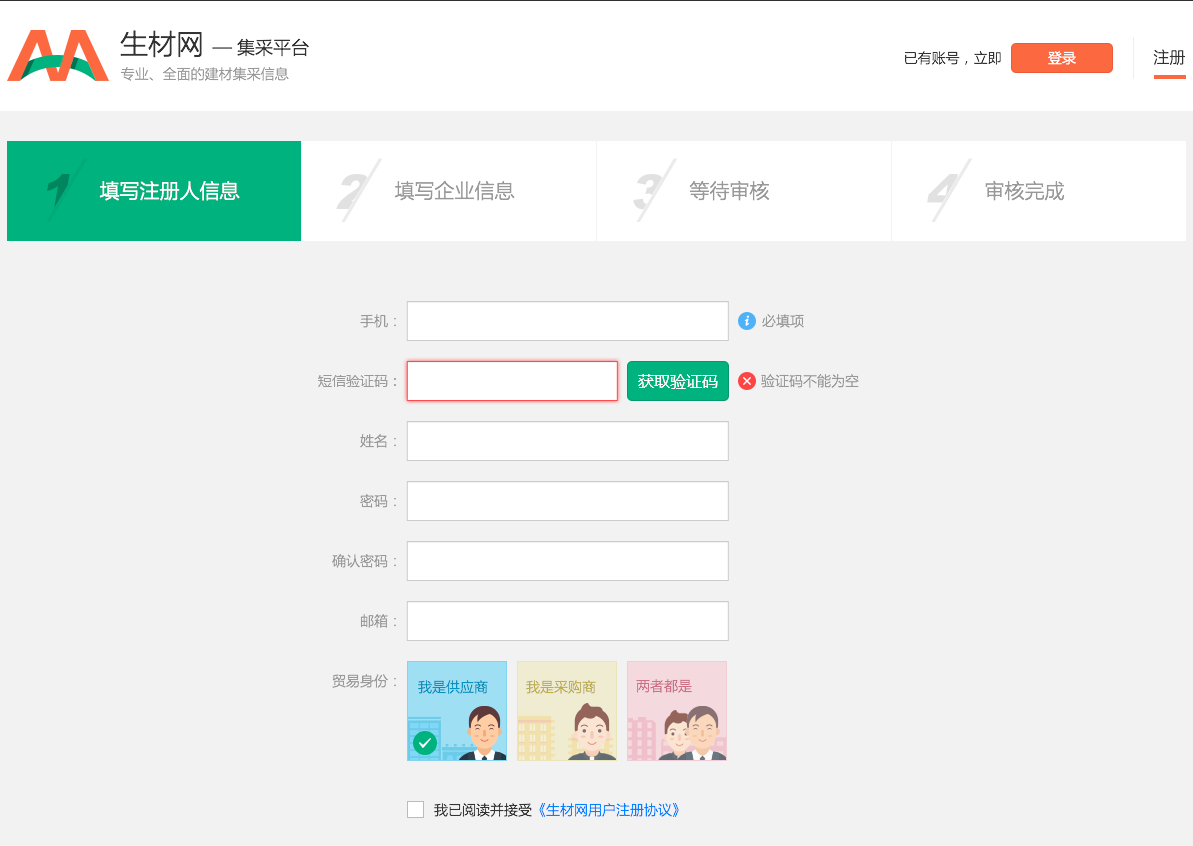 生材网 — 集采平台
专业、全面的建材集采信息
已有账号，立即 登录 注册
1 填写注册人信息
2 填写企业信息
3 等待审核
4 审核完成
手机： 必填项
短信验证码： 获取验证码 验证码不能为空
姓名：
密码：
确认密码：
邮箱：
贸易身份： 我是供应商 我是采购商 两者都是
我已阅读并接受《生材网用户注册协议》